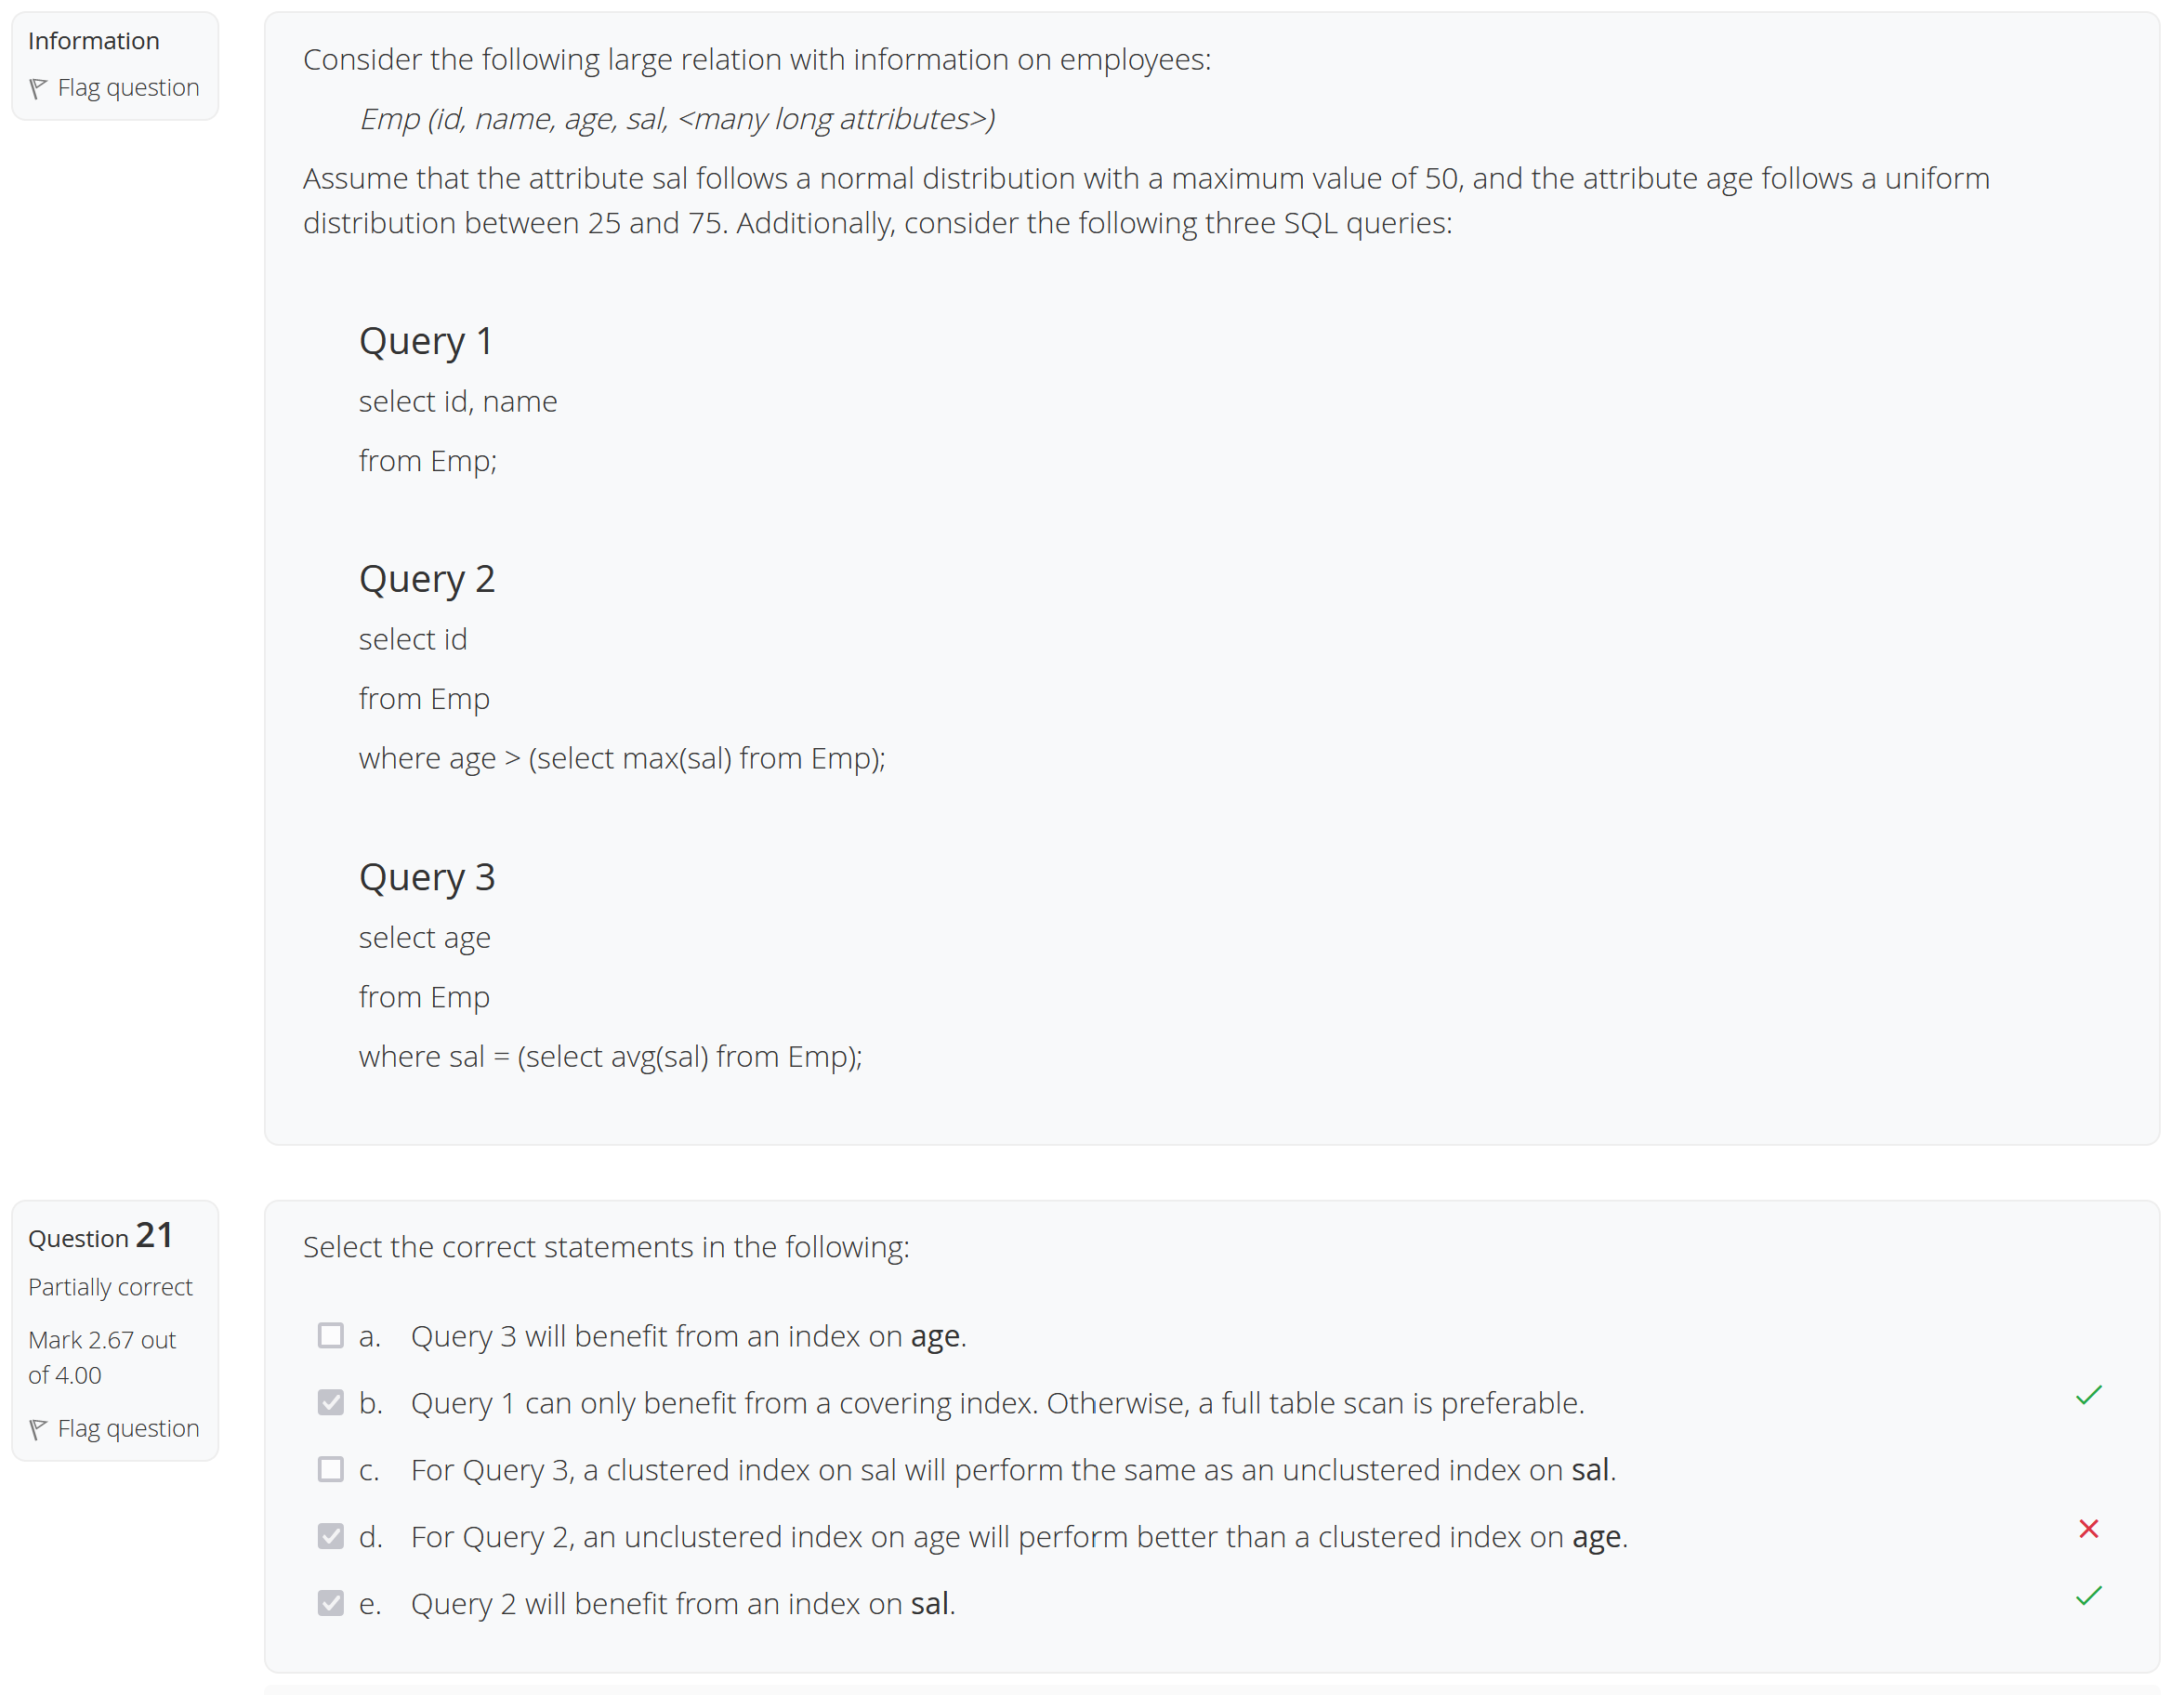 Information
Flag question
Consider the following large relation with information on employees:
Emp (id, name, age, sal, <many long attributes>)
Assume that the attribute sal follows a normal distribution with a maximum value of 50, and the attribute age follows a uniform
distribution between 25 and 75. Additionally, consider the following three SQL queries:
Query 1
select id, name
from Emp;
Query 2
select id
from Emp
where age > (select max(sal) from Emp);
Query 3
select age
from Emp
where sal = (select avg(sal) from Emp);
Question 21
Partially correct
Mark 2.67 out
of 4.00
Flag question
Select the correct statements in the following:
a. Query 3 will benefit from an index on age.
b. Query 1 can only benefit from a covering index. Otherwise, a full table scan is preferable.
c. For Query 3, a clustered index on sal will perform the same as an unclustered index on sal.
d. For Query 2, an unclustered index on age will perform better than a clustered index on age.
e. Query 2 will benefit from an index on sal.